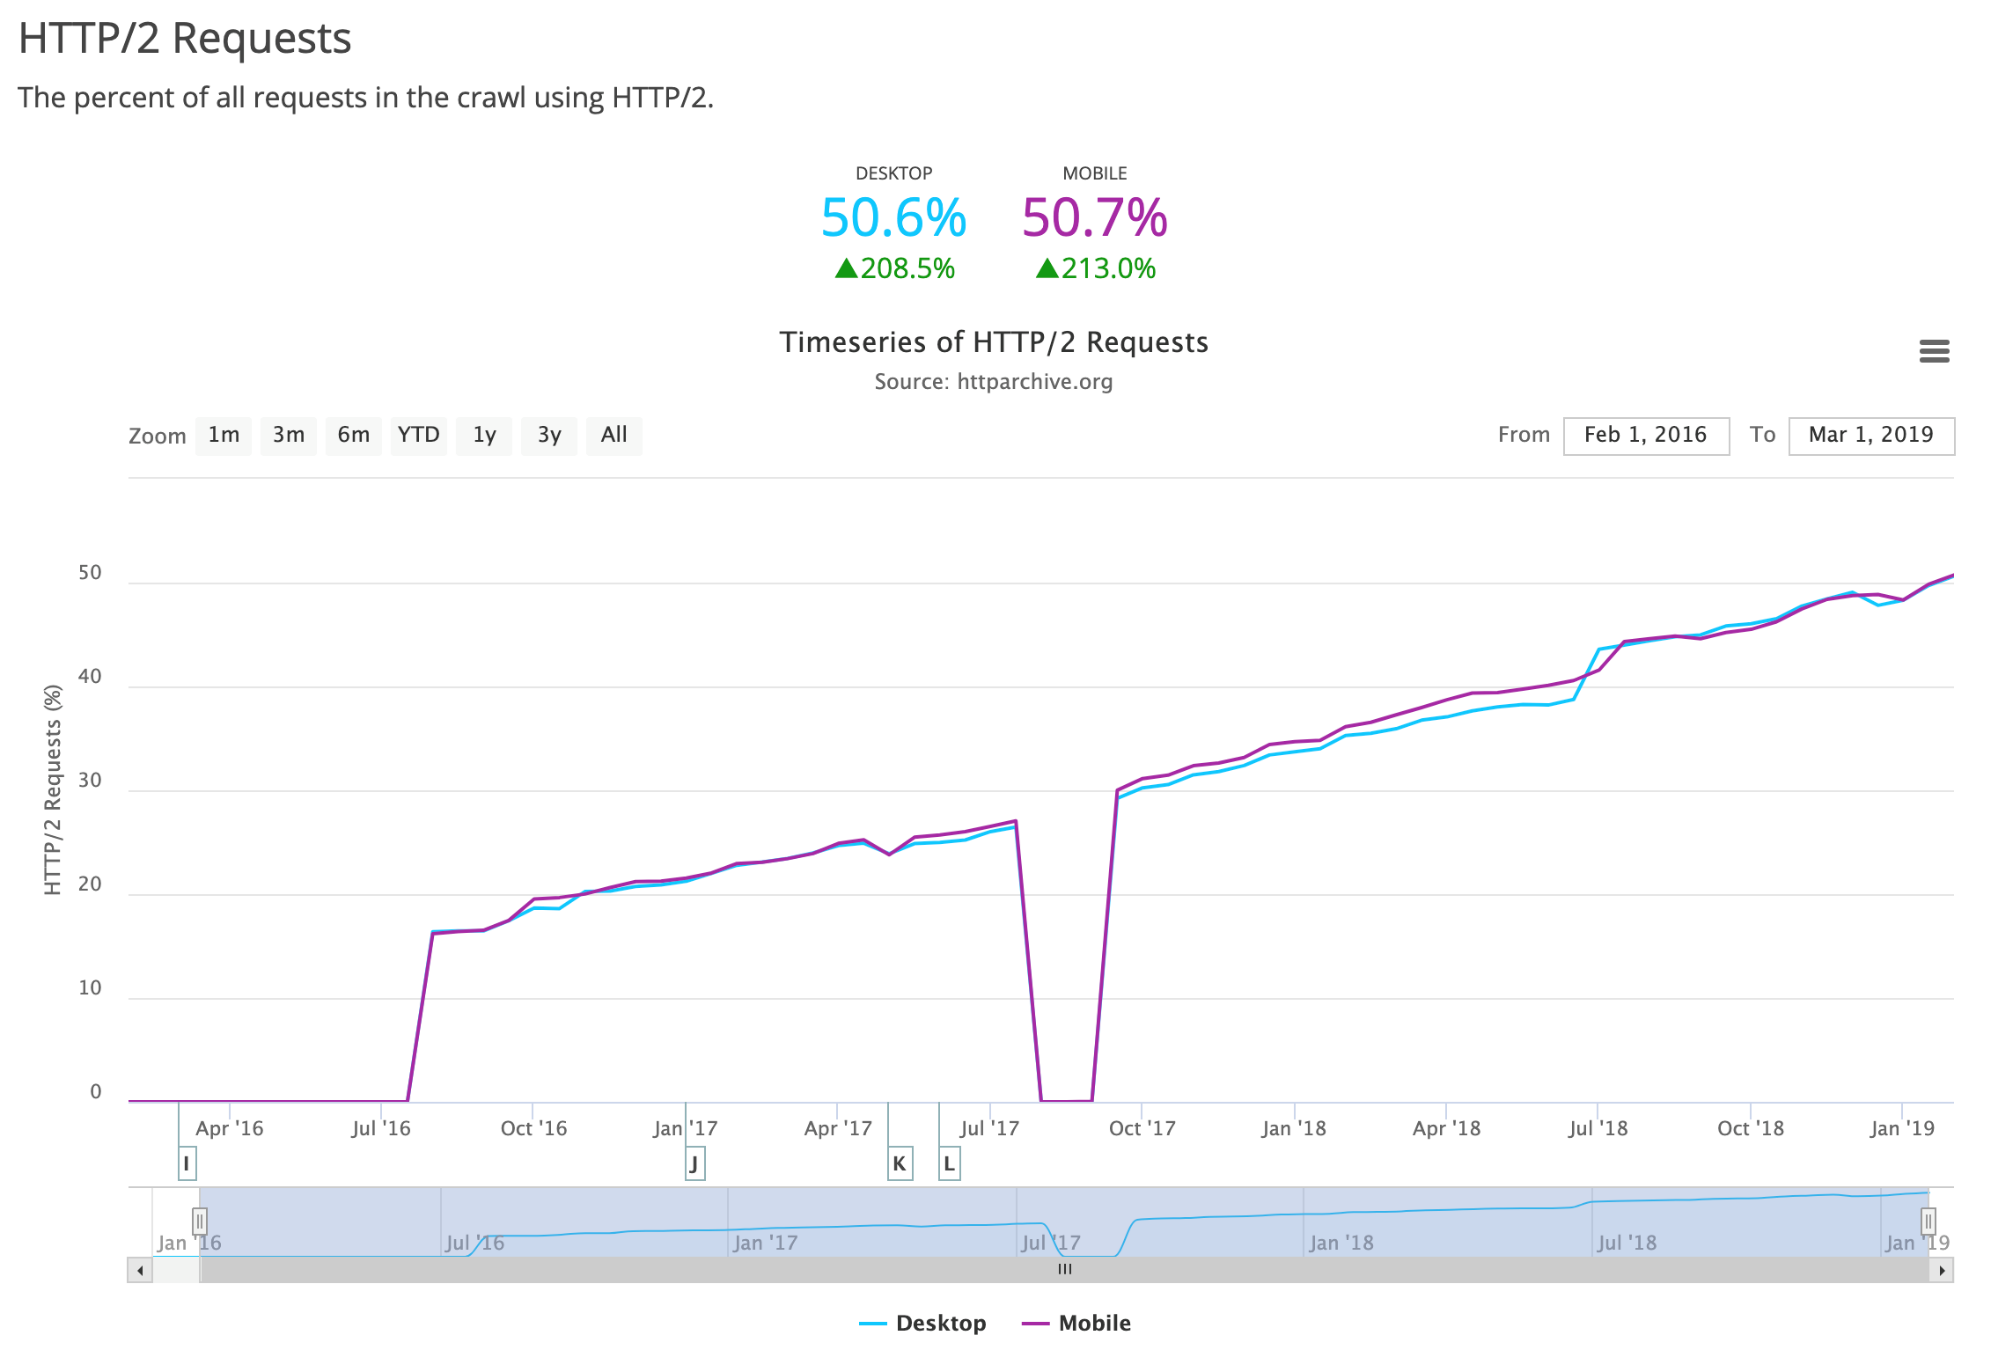 HTTP/2 Requests
The percent of all requests in the crawl using HTTP/2.
DESKTOP MOBILE
50.6% 50.7%
▲208.5% ▲213.0%
Timeseries of HTTP/2 Requests
Source: httparchive.org
Zoom 1m 3m 6m YTD 1y 3y All From Feb 1, 2016 To Mar 1, 2019
HTTP/2 Requests (%)
50
40
30
20
10
0
Apr '16 Jul '16 Oct '16 Jan '17 Apr '17 Jul '17 Oct '17 Jan '18 Apr '18 Jul '18 Oct '18 Jan '19
I J K L
Jan '16 Jul '16 Jan '17 Jul '17 Jan '18 Jul '18 Jan '19
Desktop Mobile